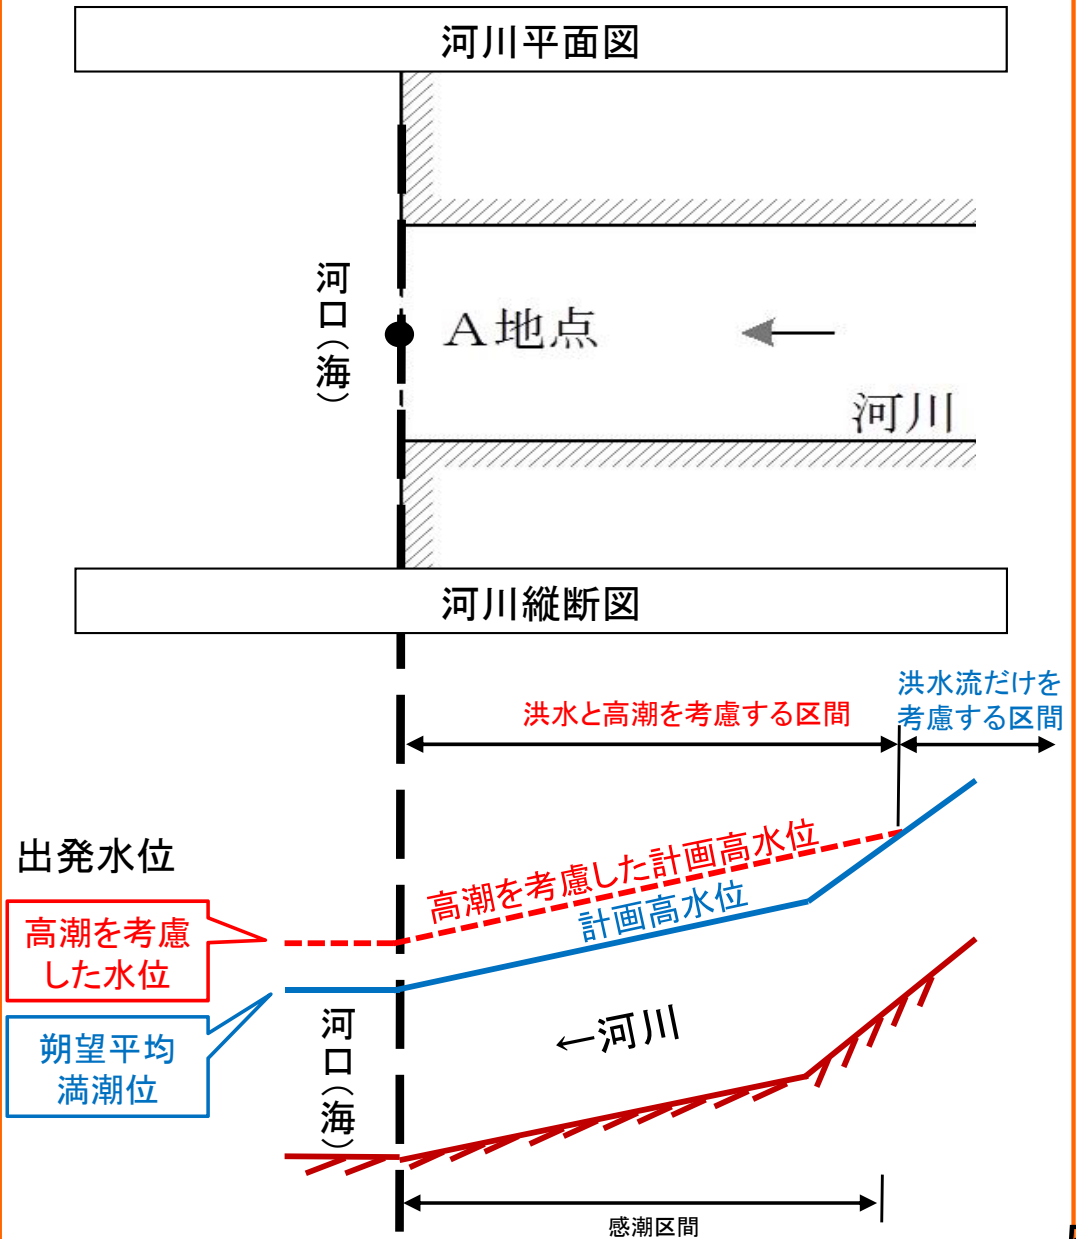 河川平面図
河口（海）
A地点
河川
河川縦断図
洪水流だけを
考慮する区間
洪水と高潮を考慮する区間
出発水位
高潮を考慮した計画高水位
計画高水位
高潮を考慮
した水位
朔望平均
満潮位
河口（海）
←河川
感潮区間